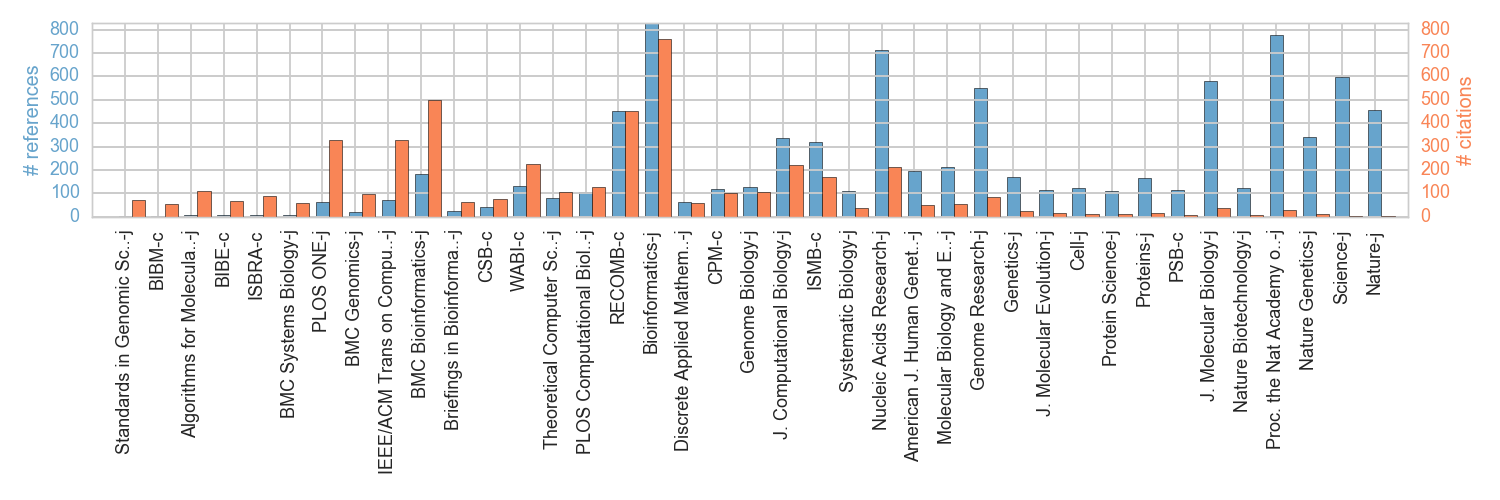 # references
800
700
600
500
400
300
200
100
0
800
700
600
500
400
300
200
100
0
# citations
Standards in Genomic Sc..-j
BIBM-c
Algorithms for Molecula..-j
BIBE-c
ISBRA-c
BMC Systems Biology-j
PLOS ONE-j
BMC Genomics-j
IEEE/ACM Trans on Compu..-j
BMC Bioinformatics-j
Briefings in Bioinforma..-j
CSB-c
WABI-c
Theoretical Computer Sc..-j
PLOS Computational Biol..-j
RECOMB-c
Bioinformatics-j
Discrete Applied Mathem..-j
CPM-c
Genome Biology-j
J. Computational Biology-j
ISMB-c
Systematic Biology-j
Nucleic Acids Research-j
American J. Human Genet..-j
Molecular Biology and E..-j
Genome Research-j
Genetics-j
J. Molecular Evolution-j
Cell-j
Protein Science-j
Proteins-j
PSB-c
J. Molecular Biology-j
Nature Biotechnology-j
Proc. the Nat Academy o..-j
Nature Genetics-j
Science-j
Nature-j